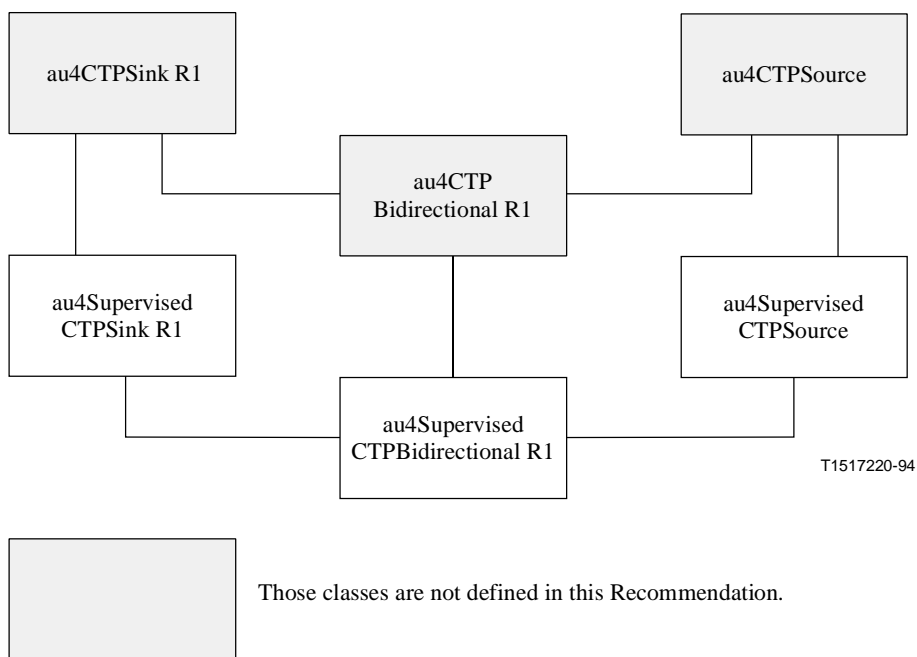 au4CTPSink R1
au4CTPSource
au4CTP
Bidirectional R1
au4Supervised
CTPSink R1
au4Supervised
CTPSource
au4Supervised
CTPBidirectional R1
T1517220-94
Those classes are not defined in this Recommendation.